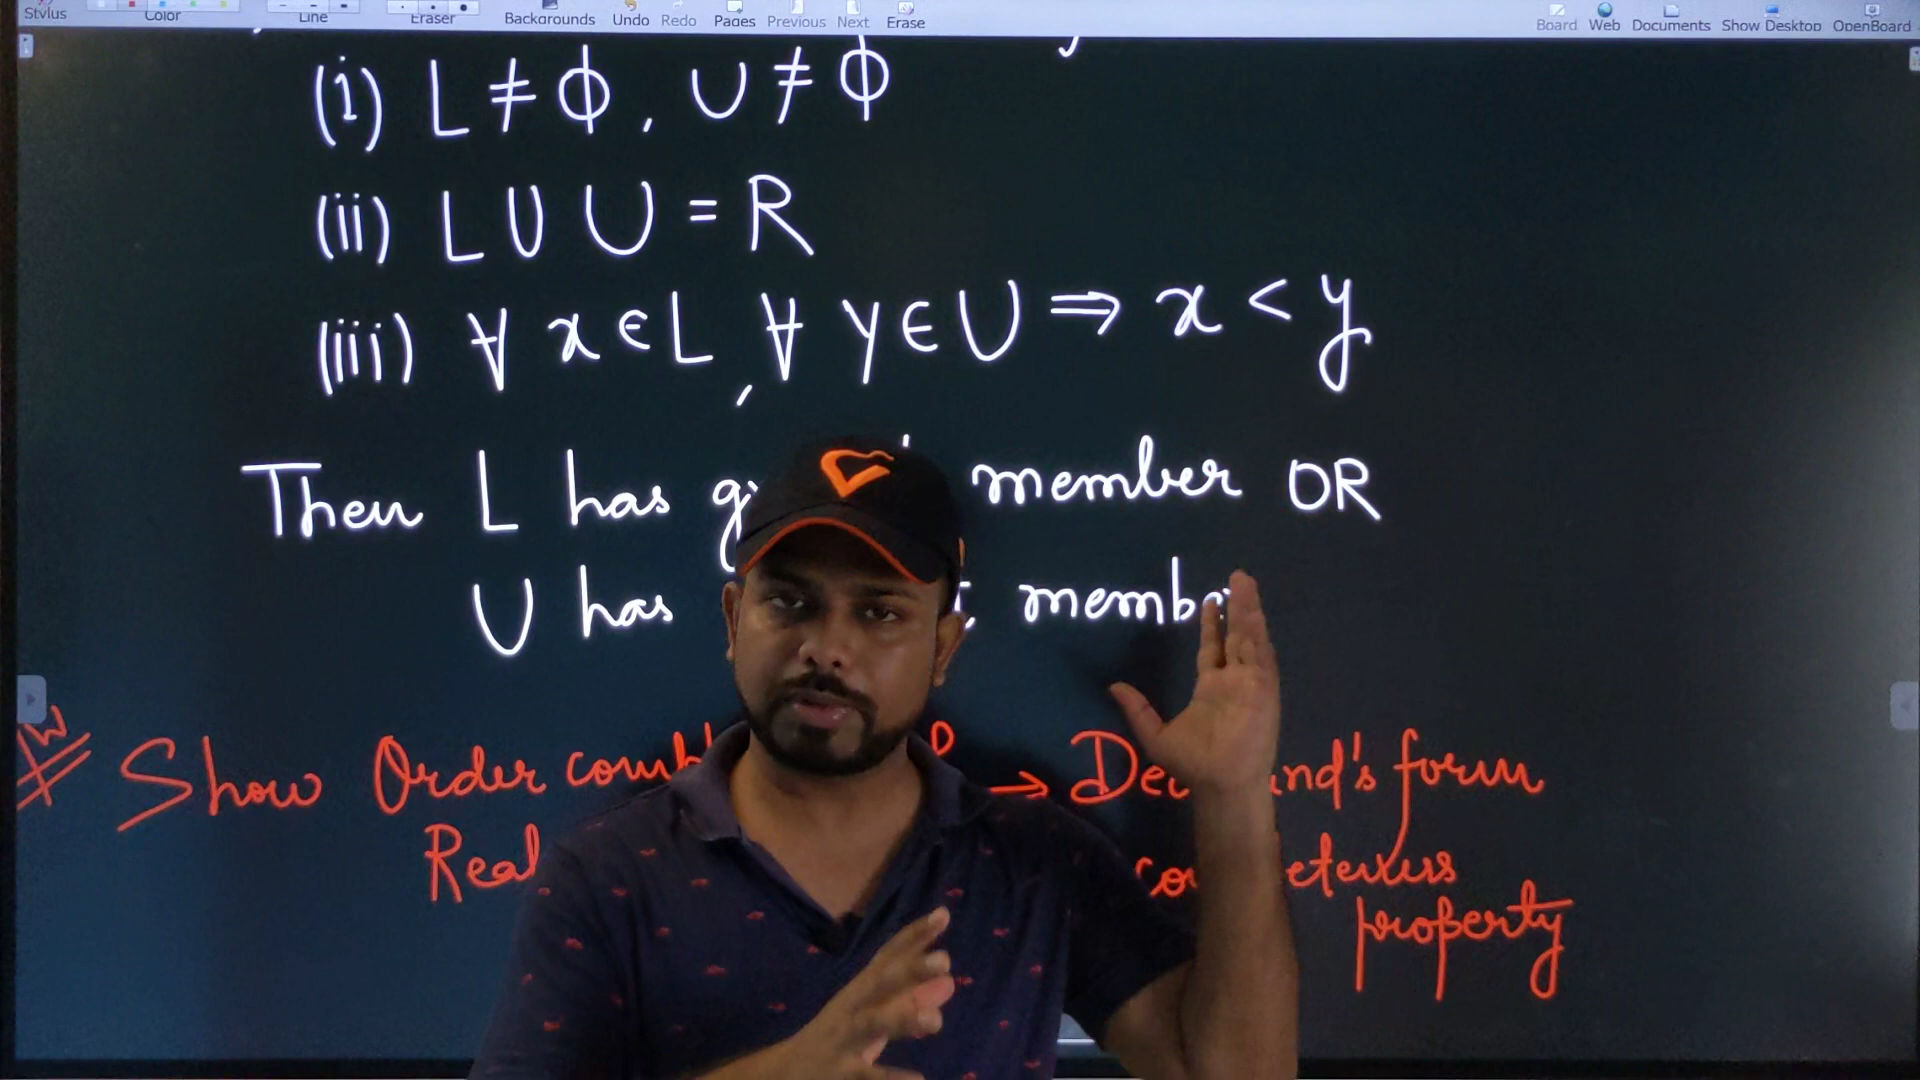 Stylus Color Line Eraser Backgrounds Undo Redo Pages Previous Next Erase Board Web Documents Show Desktop OpenBoard
(i) L ≠ ϕ, U ≠ ϕ
(ii) L U U = R
(iii) ∀ x ∈ L, ∀ y ∈ U ⇒ x < y
Then L has member OR
U has member
Show Order →
Real
property
form